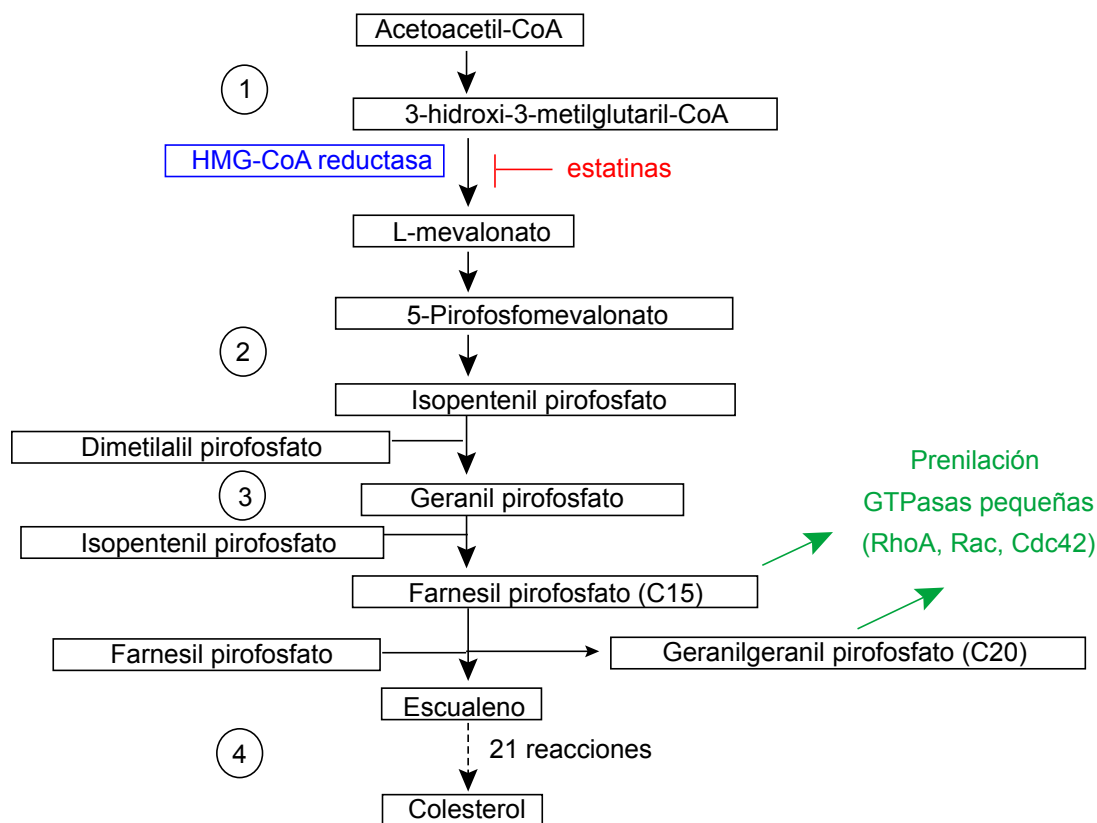 Acetoacetil-CoA
1
3-hidroxi-3-metilglutaril-CoA
HMG-CoA reductasa
estatinas
L-mevalonato
5-Pirofosfomevalonato
2
Isopentenil pirofosfato
Dimetilalil pirofosfato
Prenilación
GTPasas pequeñas
(RhoA, Rac, Cdc42)
3
Geranil pirofosfato
Isopentenil pirofosfato
Farnesil pirofosfato (C15)
Farnesil pirofosfato
Geranilgeranil pirofosfato (C20)
Escualeno
4
21 reacciones
Colesterol